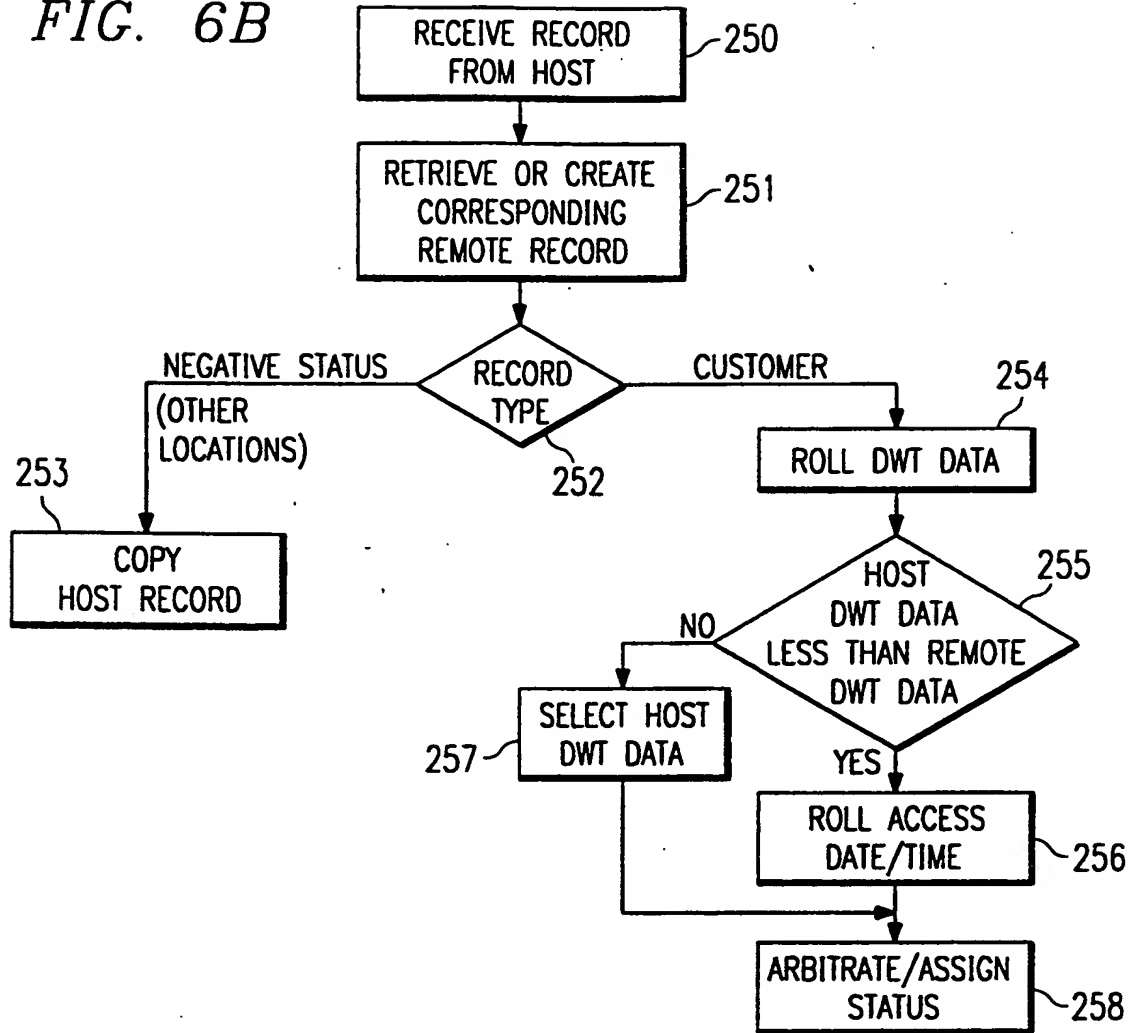 FIG. 6B
RECEIVE RECORD
FROM HOST
250
RETRIEVE OR CREATE
CORRESPONDING
REMOTE RECORD
251
NEGATIVE STATUS
(OTHER
LOCATIONS)
RECORD
TYPE
252
CUSTOMER
253
COPY
HOST RECORD
254
ROLL DWT DATA
HOST
DWT DATA
LESS THAN REMOTE
DWT DATA
255
NO
SELECT HOST
DWT DATA
257
YES
ROLL ACCESS
DATE/TIME
256
ARBITRATE/ASSIGN
STATUS
258